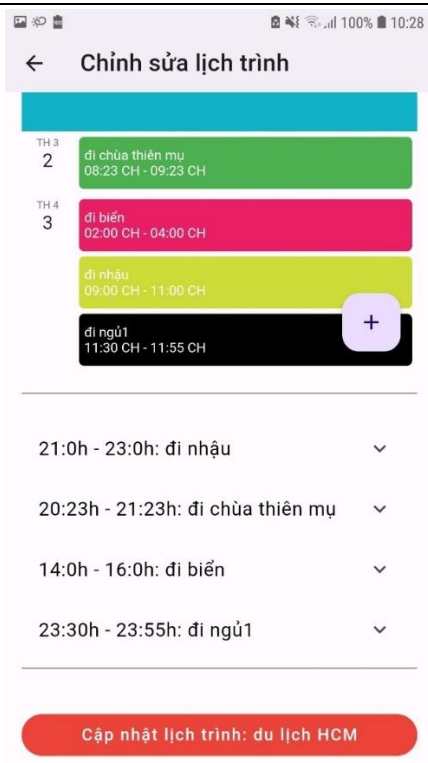 100% 10:28
Chỉnh sửa lịch trình
TH 3
2
đi chùa thiên mụ
08:23 CH - 09:23 CH
TH 4
3
đi biển
02:00 CH - 04:00 CH
đi nhậu
09:00 CH - 11:00 CH
đi ngủ1
11:30 CH - 11:55 CH
+
21:0h - 23:0h: đi nhậu
20:23h - 21:23h: đi chùa thiên mụ
14:0h - 16:0h: đi biển
23:30h - 23:55h: đi ngủ1
Cập nhật lịch trình: du lịch HCM